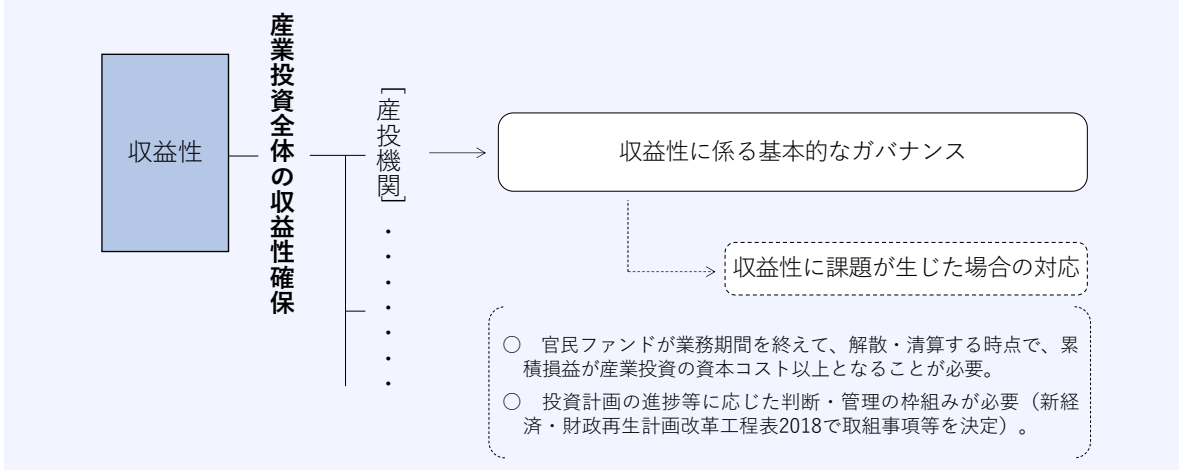 収益性
産業投資全体の収益性確保
[産投機関]・・・・・・・
収益性に係る基本的なガバナンス
収益性に課題が生じた場合の対応
○　官民ファンドが業務期間を終えて、解散・清算する時点で、累
積損益が産業投資の資本コスト以上となることが必要。
○　投資計画の進捗等に応じた判断・管理の枠組みが必要（新経
済・財政再生計画改革工程表2018で取組事項等を決定）。